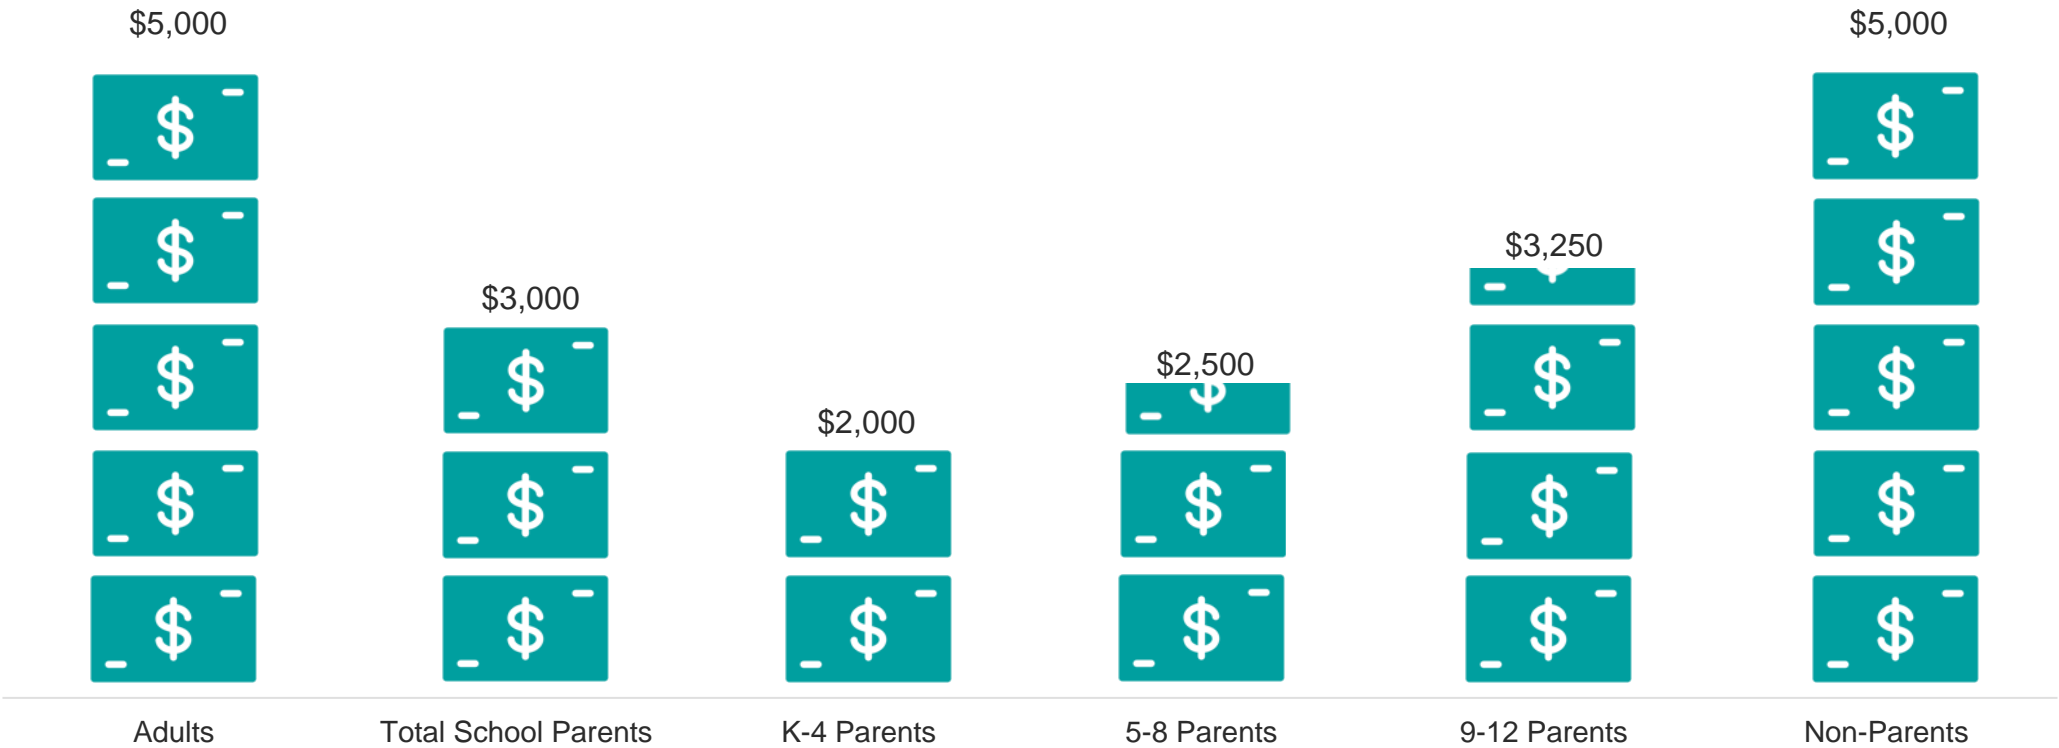 $5,000
$5,000
$3,250
$3,000
$2,500
$2,000
Adults
Total School Parents
K-4 Parents
5-8 Parents
9-12 Parents
Non-Parents